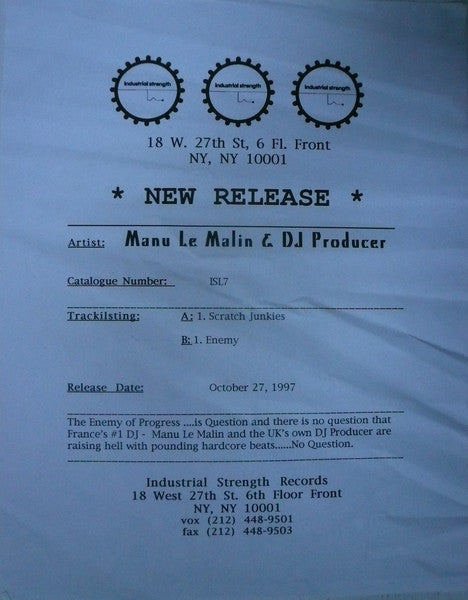 industrial strength industrial strength industrial strength
18 W. 27th St, 6 Fl. Front
NY, NY 10001
* NEW RELEASE *
Artist: Manu Le Malin & DJ Producer
Catalogue Number: ISL7
Trackilsting: A: 1. Scratch Junkies
B: 1. Enemy
Release Date: October 27, 1997
The Enemy of Progress ....is Question and there is no question that
France's #1 DJ - Manu Le Malin and the UK's own DJ Producer are
raising hell with pounding hardcore beats......No Question.
Industrial Strength Records
18 West 27th St. 6th Floor Front
NY, NY 10001
vox (212) 448-9501
fax (212) 448-9503